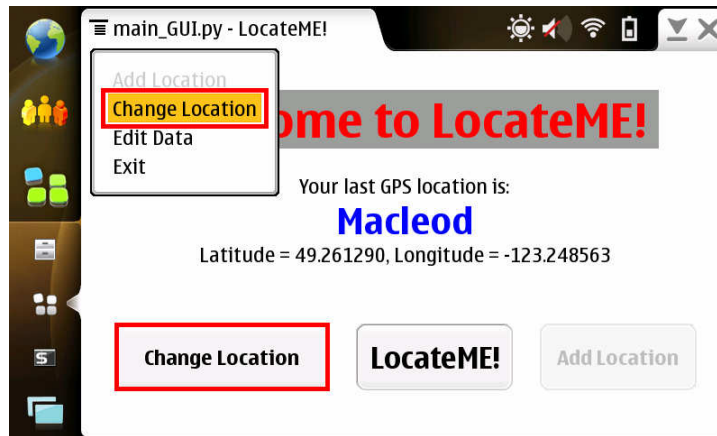 main_GUI.py - LocateME!
Add Location
Change Location
Edit Data
Exit
ome to LocateME!
Your last GPS location is:
Macleod
Latitude = 49.261290, Longitude = -123.248563
Change Location
LocateME!
Add Location